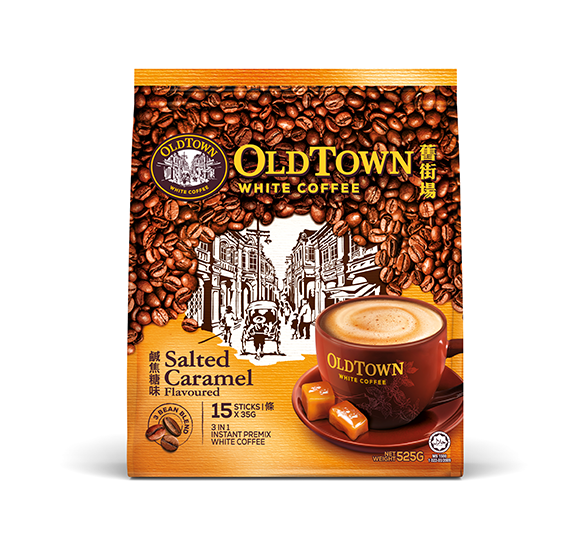 OLDTOWN
WHITE COFFEE
OLDTOWN
WHITE COFFEE
舊街場
鹹焦糖味
Salted
Caramel
Flavoured
3 BEAN BLEND
15 STICKS | 條
X 35G
3 IN 1
INSTANT PREMIX
WHITE COFFEE
OLDTOWN
WHITE COFFEE
NET
WEIGHT 525G